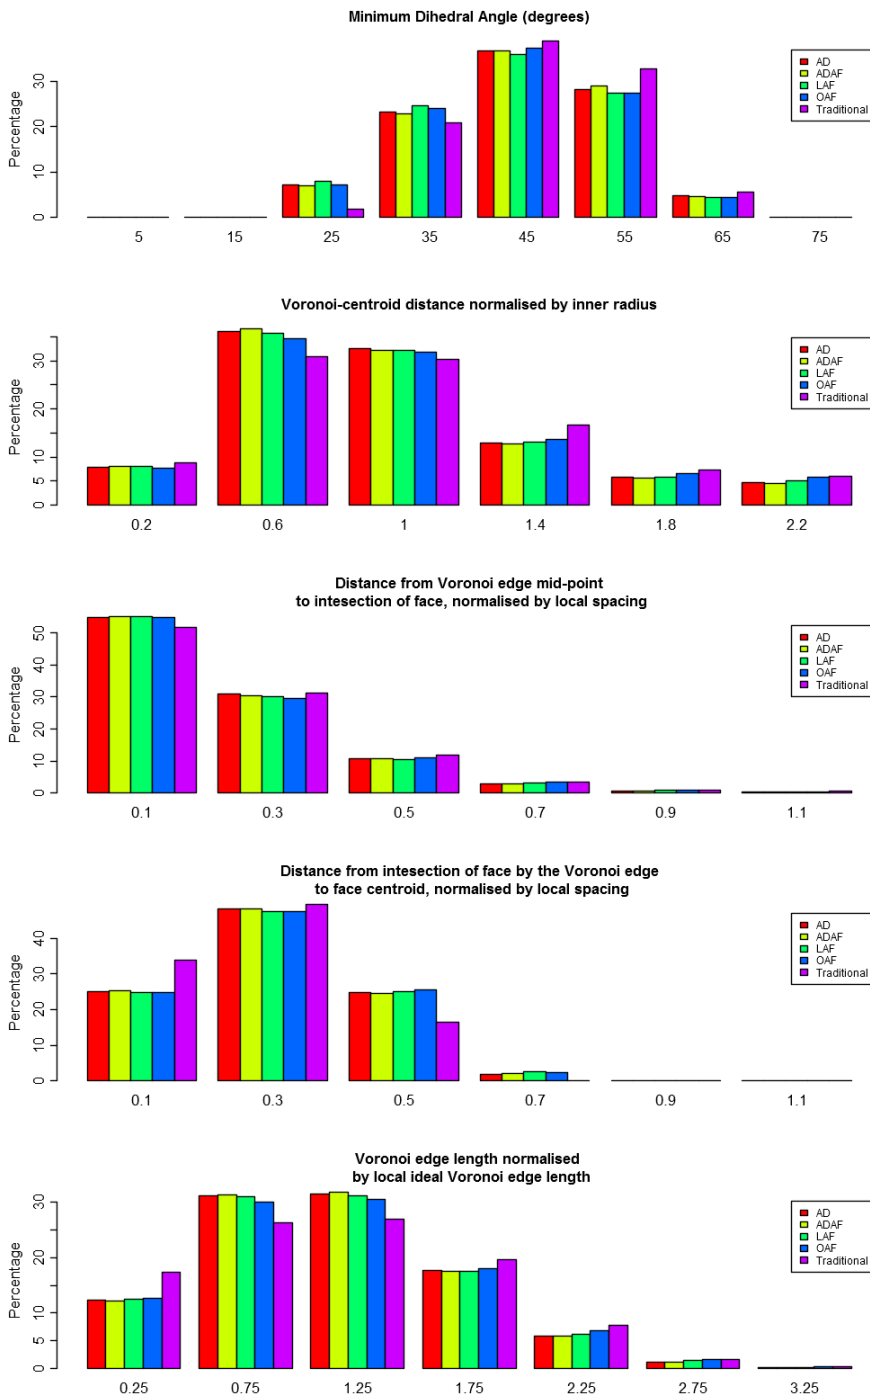 Minimum Dihedral Angle (degrees)
Percentage
0
10
20
30
5
15
25
35
45
55
65
75
AD
ADAF
LAF
OAF
Traditional
Voronoi-centroid distance normalised by inner radius
Percentage
0
5
10
20
30
0.2
0.6
1
1.4
1.8
2.2
AD
ADAF
LAF
OAF
Traditional
Distance from Voronoi edge mid-point
to intesection of face, normalised by local spacing
Percentage
0
10
20
30
40
50
0.1
0.3
0.5
0.7
0.9
1.1
AD
ADAF
LAF
OAF
Traditional
Distance from intesection of face by the Voronoi edge
to face centroid, normalised by local spacing
Percentage
0
10
20
30
40
0.1
0.3
0.5
0.7
0.9
1.1
AD
ADAF
LAF
OAF
Traditional
Voronoi edge length normalised
by local ideal Voronoi edge length
Percentage
0
5
10
20
30
0.25
0.75
1.25
1.75
2.25
2.75
3.25
AD
ADAF
LAF
OAF
Traditional